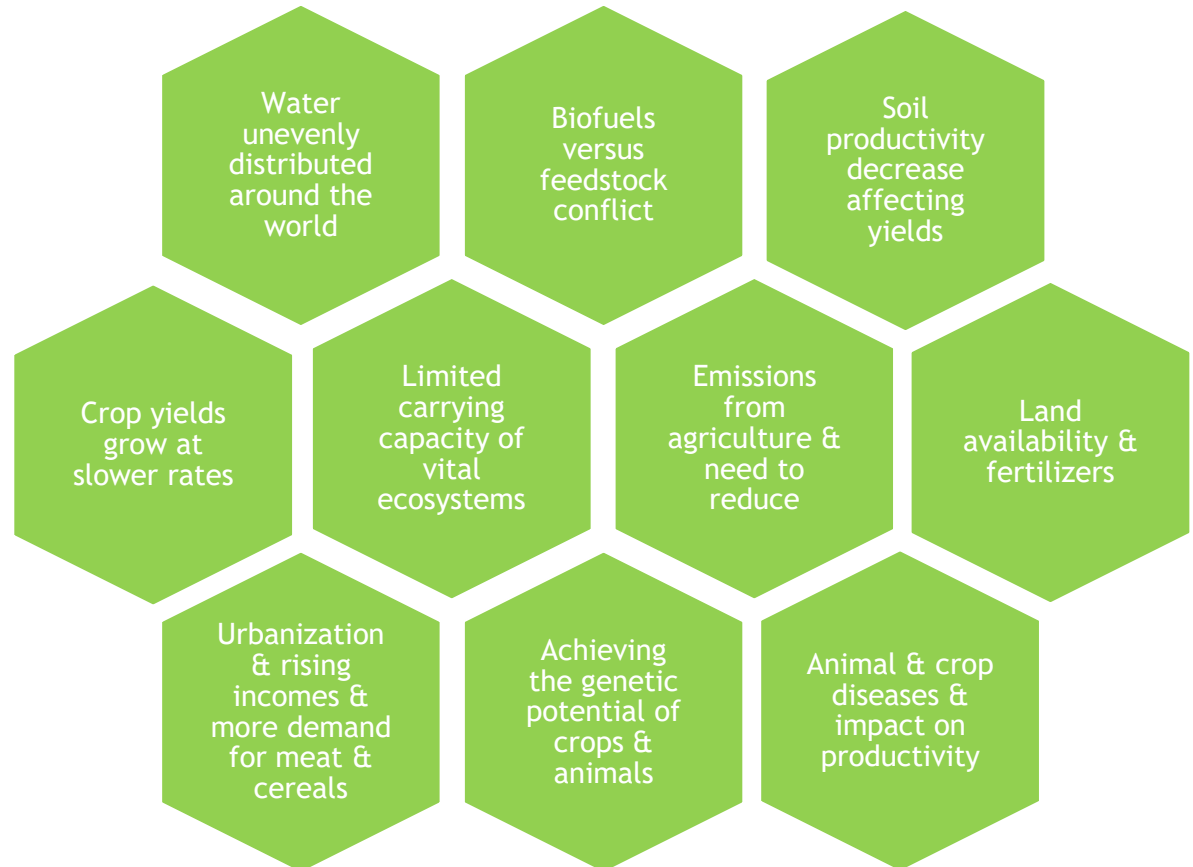 Water
unevenly
distributed
around the
world
Biofuels
versus
feedstock
conflict
Soil
productivity
decrease
affecting
yields
Crop yields
grow at
slower rates
Limited
carrying
capacity of
vital
ecosystems
Emissions
from
agriculture &
need to
reduce
Land
availability &
fertilizers
Urbanization
& rising
incomes &
more demand
for meat &
cereals
Achieving
the genetic
potential of
crops &
animals
Animal & crop
diseases &
impact on
productivity